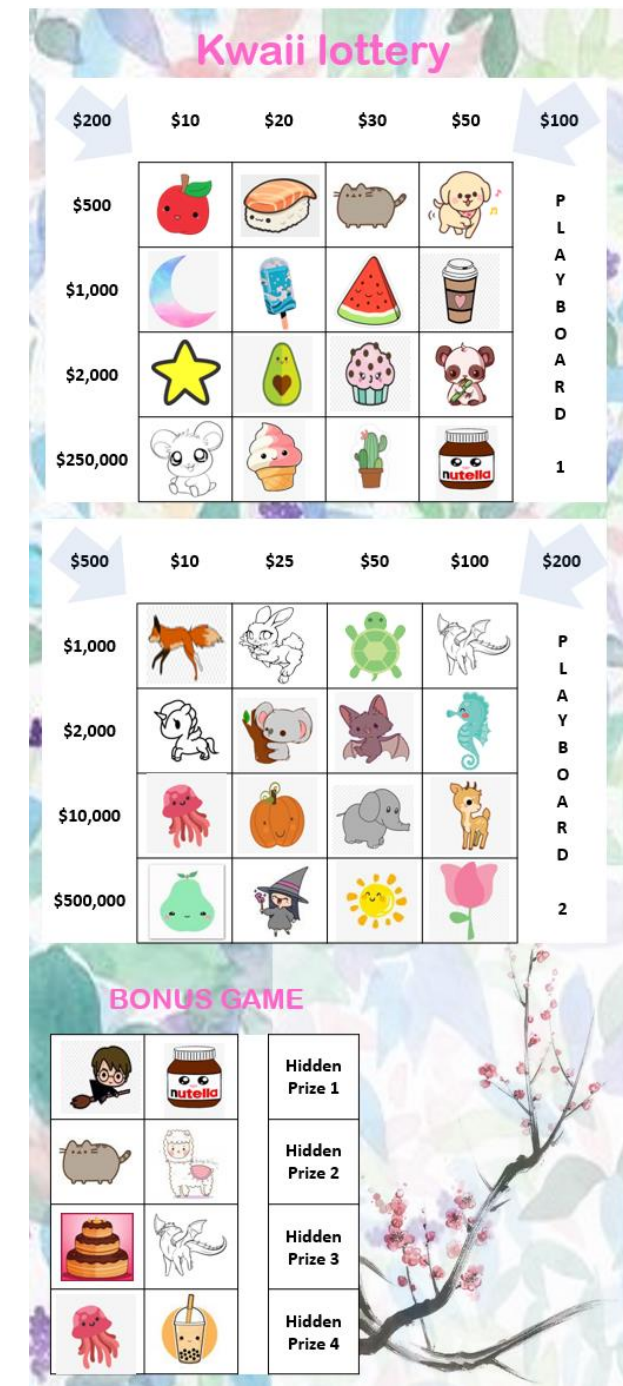 Kwaii lottery
$200 $10 $20 $30 $50 $100
$500
$1,000
$2,000
$250,000
nutella
PLAYBOARD 1
$500 $10 $25 $50 $100 $200
$1,000
$2,000
$10,000
$500,000
PLAYBOARD 2
BONUS GAME
nutella
Hidden
Prize 1
Hidden
Prize 2
Hidden
Prize 3
Hidden
Prize 4